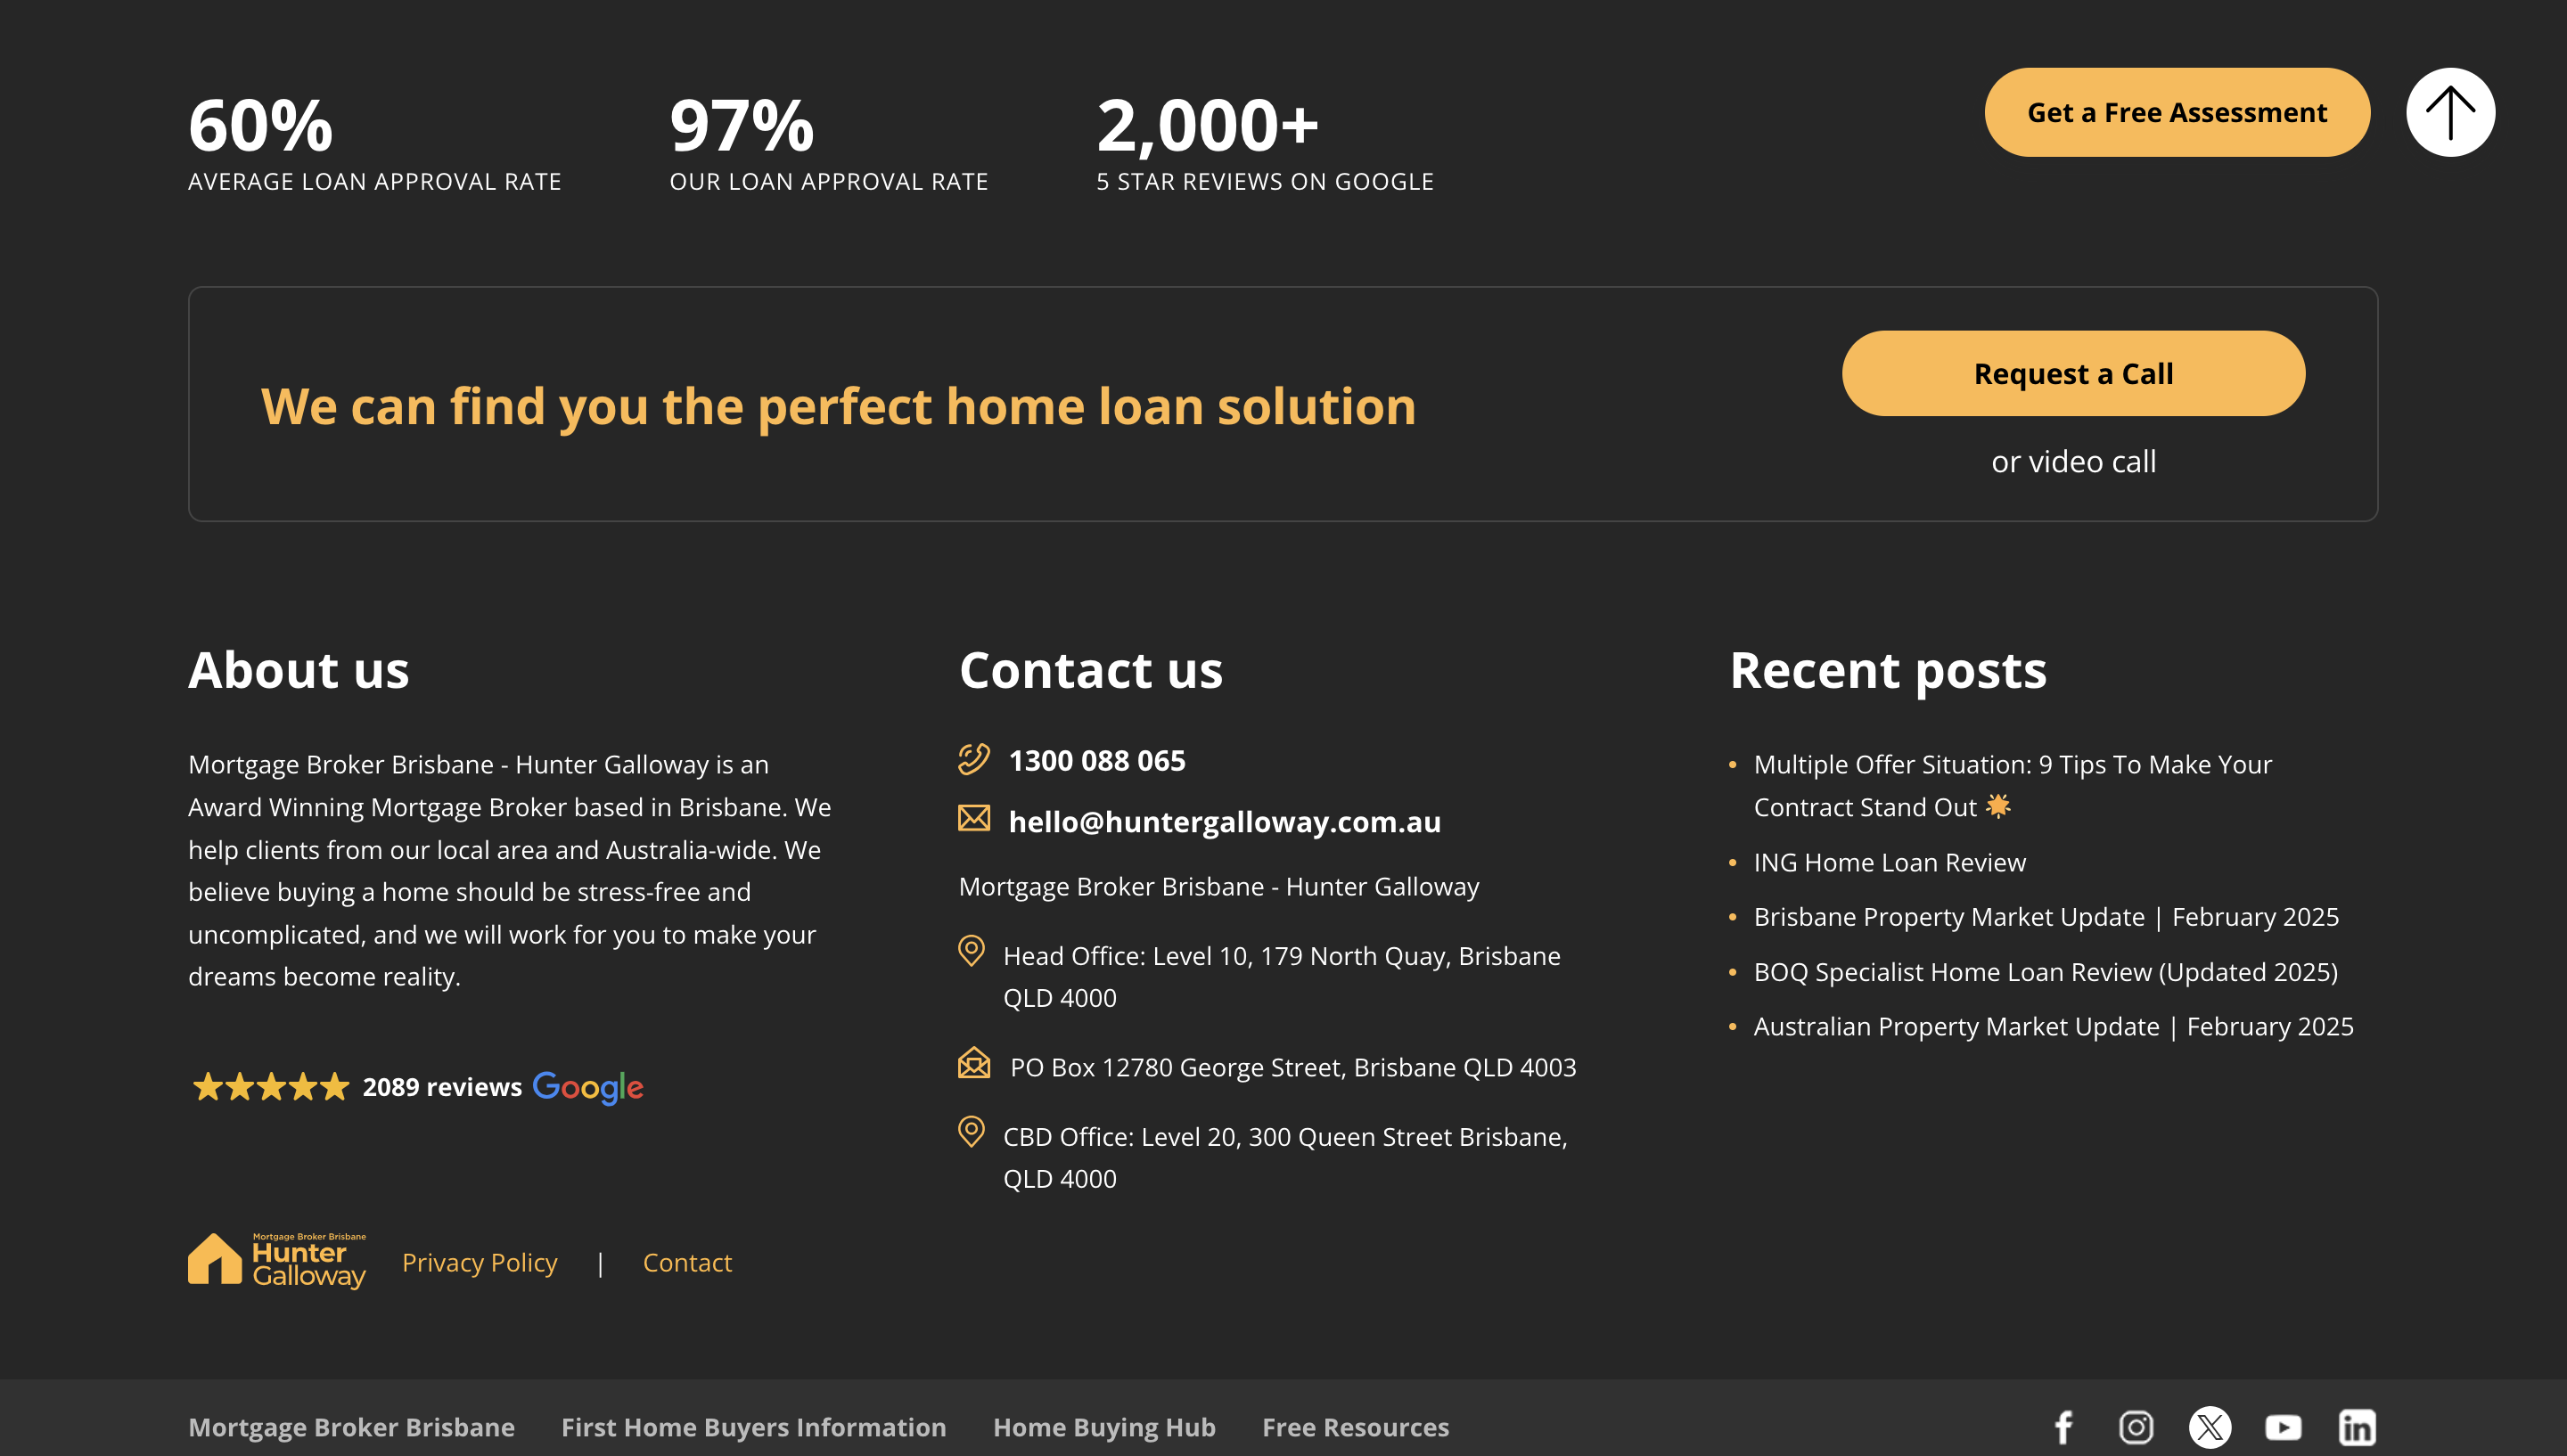 60%
AVERAGE LOAN APPROVAL RATE
97%
OUR LOAN APPROVAL RATE
2,000+
5 STAR REVIEWS ON GOOGLE
Get a Free Assessment
We can find you the perfect home loan solution
Request a Call
or video call
About us
Mortgage Broker Brisbane - Hunter Galloway is an
Award Winning Mortgage Broker based in Brisbane. We
help clients from our local area and Australia-wide. We
believe buying a home should be stress-free and
uncomplicated, and we will work for you to make your
dreams become reality.
2089 reviews Google
Contact us
1300 088 065
hello@huntergalloway.com.au
Mortgage Broker Brisbane - Hunter Galloway
Head Office: Level 10, 179 North Quay, Brisbane
QLD 4000
PO Box 12780 George Street, Brisbane QLD 4003
CBD Office: Level 20, 300 Queen Street Brisbane,
QLD 4000
Recent posts
Multiple Offer Situation: 9 Tips To Make Your
Contract Stand Out 🌟
ING Home Loan Review
Brisbane Property Market Update | February 2025
BOQ Specialist Home Loan Review (Updated 2025)
Australian Property Market Update | February 2025
Mortgage Broker Brisbane
Hunter
Galloway
Privacy Policy | Contact
Mortgage Broker Brisbane First Home Buyers Information Home Buying Hub Free Resources